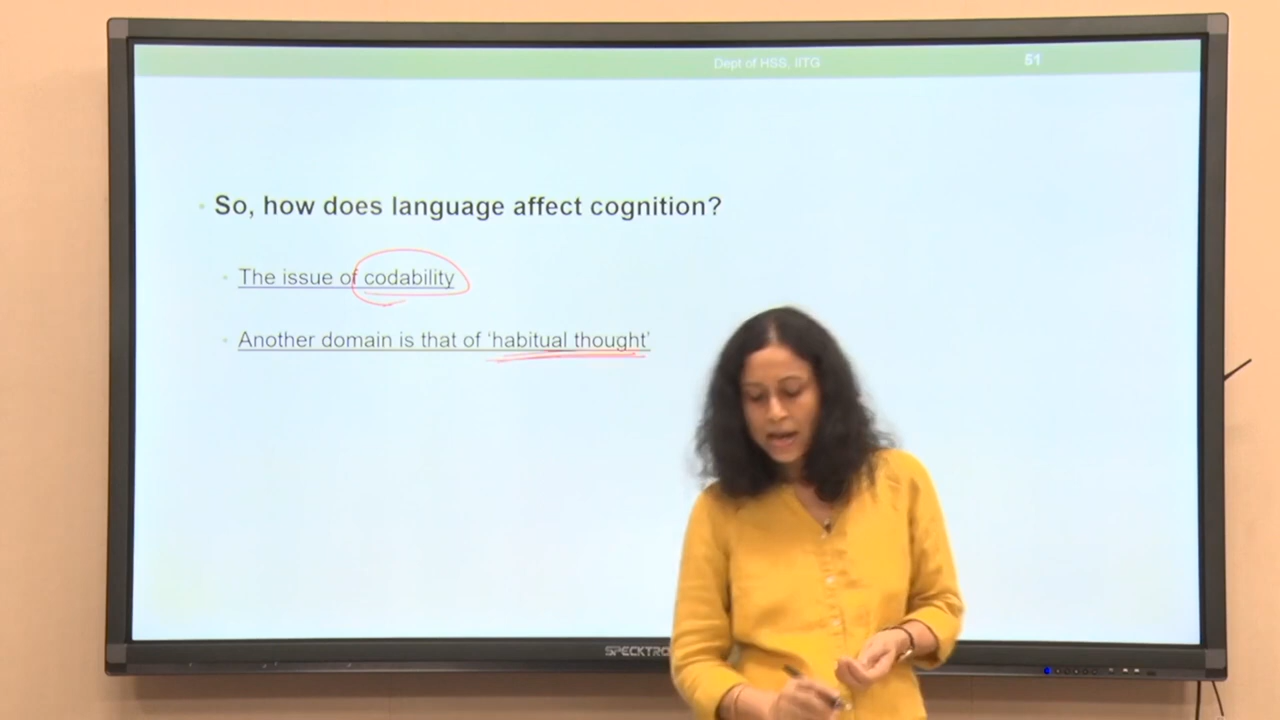 Dept of HSS, IITG 51
So, how does language affect cognition?
The issue of codability
Another domain is that of ‘habitual thought’
SPECKTRO